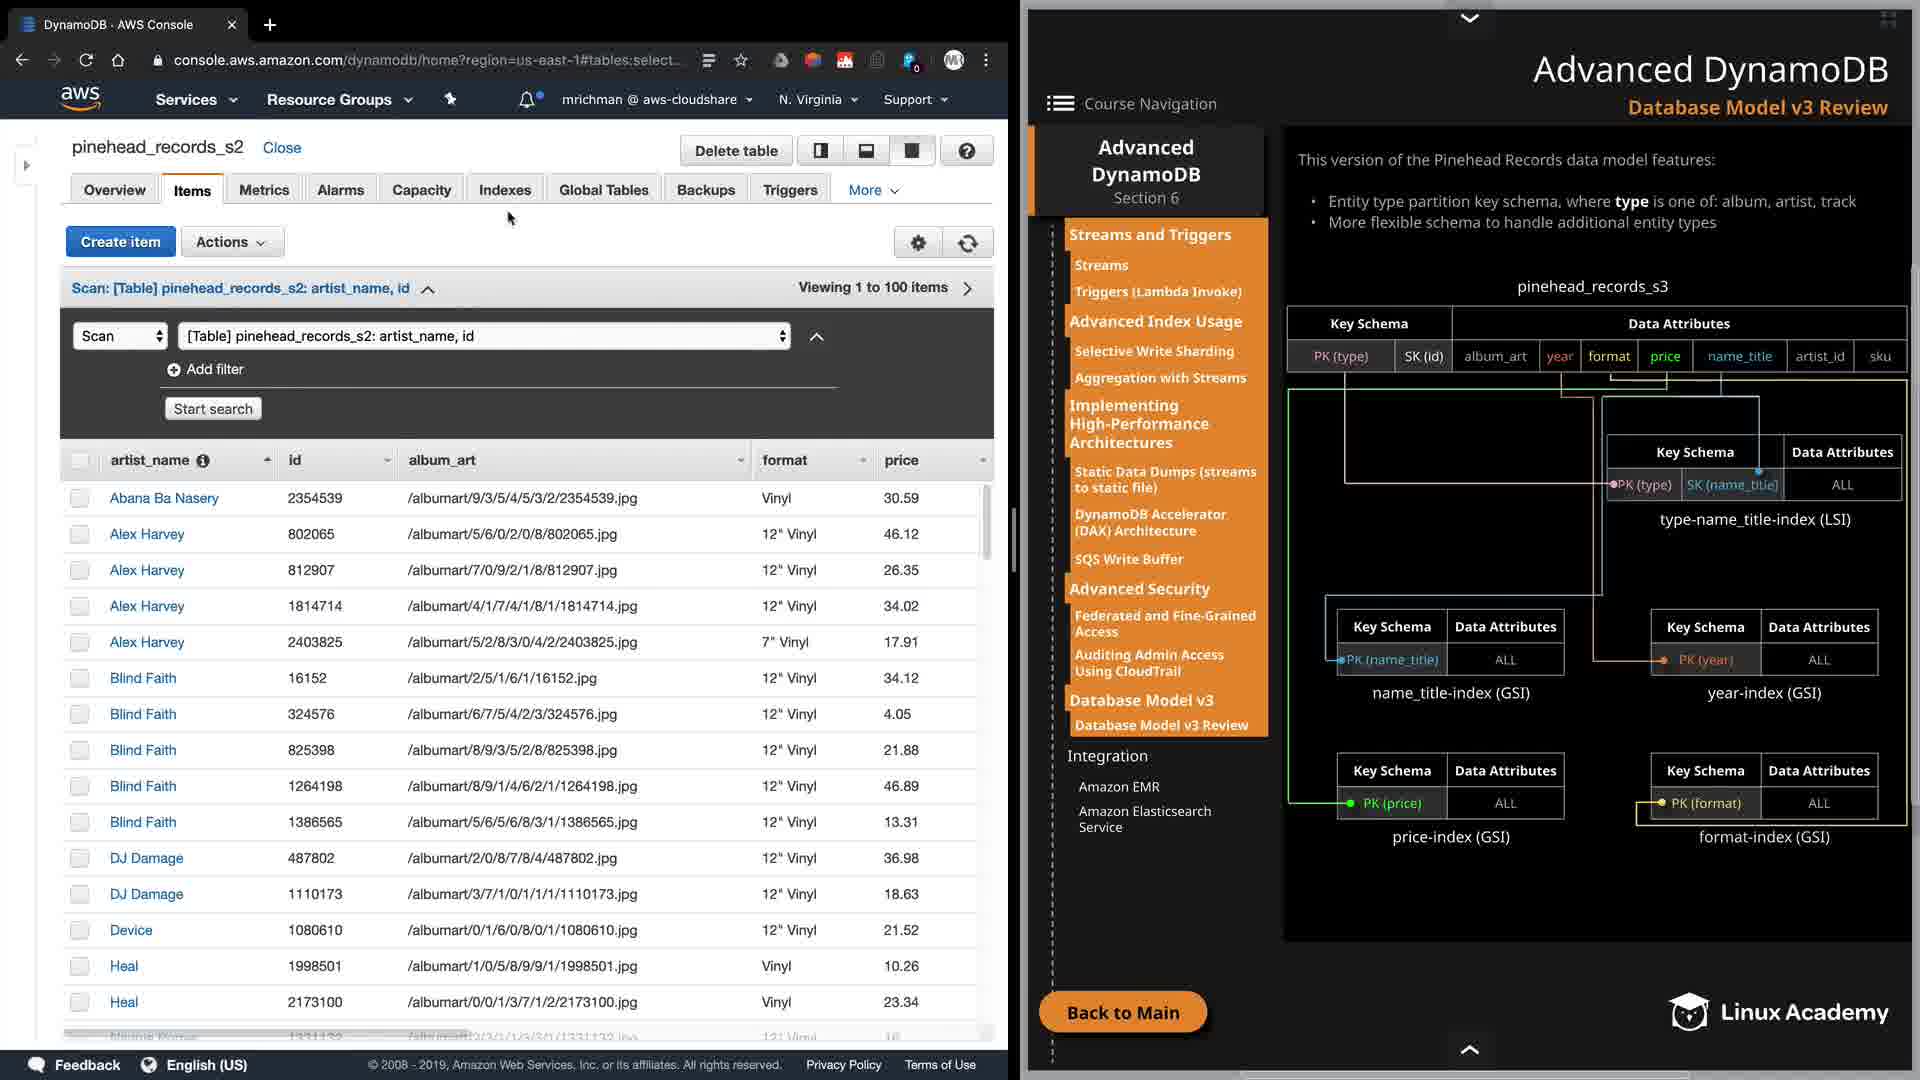 DynamoDB - AWS Console
console.aws.amazon.com/dynamodb/home?region=us-east-1#tables:select...
0
aws Services Resource Groups mrichman @ aws-cloudshare N. Virginia Support
pinehead_records_s2 Close Delete table
Overview Items Metrics Alarms Capacity Indexes Global Tables Backups Triggers More
Create item Actions
Scan: [Table] pinehead_records_s2: artist_name, id Viewing 1 to 100 items
Scan [Table] pinehead_records_s2: artist_name, id
Add filter
Start search
artist_name id album_art format price
Abana Ba Nasery 2354539 /albumart/9/3/5/4/5/3/2/2354539.jpg Vinyl 30.59
Alex Harvey 802065 /albumart/5/6/0/2/0/8/802065.jpg 12" Vinyl 46.12
Alex Harvey 812907 /albumart/7/0/9/2/1/8/812907.jpg 12" Vinyl 26.35
Alex Harvey 1814714 /albumart/4/1/7/4/1/8/1/1814714.jpg 12" Vinyl 34.02
Alex Harvey 2403825 /albumart/5/2/8/3/0/4/2/2403825.jpg 7" Vinyl 17.91
Blind Faith 16152 /albumart/2/5/1/6/1/16152.jpg 12" Vinyl 34.12
Blind Faith 324576 /albumart/6/7/5/4/2/3/324576.jpg 12" Vinyl 4.05
Blind Faith 825398 /albumart/8/9/3/5/2/8/825398.jpg 12" Vinyl 21.88
Blind Faith 1264198 /albumart/8/9/1/4/6/2/1/1264198.jpg 12" Vinyl 46.89
Blind Faith 1386565 /albumart/5/6/5/6/8/3/1/1386565.jpg 12" Vinyl 13.31
DJ Damage 487802 /albumart/2/0/8/7/8/4/487802.jpg 12" Vinyl 36.98
DJ Damage 1110173 /albumart/3/7/1/0/1/1/1/1110173.jpg 12" Vinyl 18.63
Device 1080610 /albumart/0/1/6/0/8/0/1/1080610.jpg 12" Vinyl 21.52
Heal 1998501 /albumart/1/0/5/8/9/9/1/1998501.jpg Vinyl 10.26
Heal 2173100 /albumart/0/0/1/3/7/1/2/2173100.jpg Vinyl 23.34
Feedback English (US) © 2008 - 2019, Amazon Web Services, Inc. or its affiliates. All rights reserved. Privacy Policy Terms of Use
Advanced DynamoDB
Database Model v3 Review
Course Navigation
Advanced
DynamoDB
Section 6
Streams and Triggers
Streams
Triggers (Lambda Invoke)
Advanced Index Usage
Selective Write Sharding
Aggregation with Streams
Implementing
High-Performance
Architectures
Static Data Dumps (streams
to static file)
DynamoDB Accelerator
(DAX) Architecture
SQS Write Buffer
Advanced Security
Federated and Fine-Grained
Access
Auditing Admin Access
Using CloudTrail
Database Model v3
Database Model v3 Review
Integration
Amazon EMR
Amazon Elasticsearch
Service
Back to Main
This version of the Pinehead Records data model features:
• Entity type partition key schema, where type is one of: album, artist, track
• More flexible schema to handle additional entity types
pinehead_records_s3
Key Schema Data Attributes
PK (type) SK (id) album_art year format price name_title artist_id sku
Key Schema Data Attributes
PK (type) SK (name_title) ALL
type-name_title-index (LSI)
Key Schema Data Attributes Key Schema Data Attributes
PK (name_title) ALL PK (year) ALL
name_title-index (GSI) year-index (GSI)
Key Schema Data Attributes Key Schema Data Attributes
PK (price) ALL PK (format) ALL
price-index (GSI) format-index (GSI)
Linux Academy